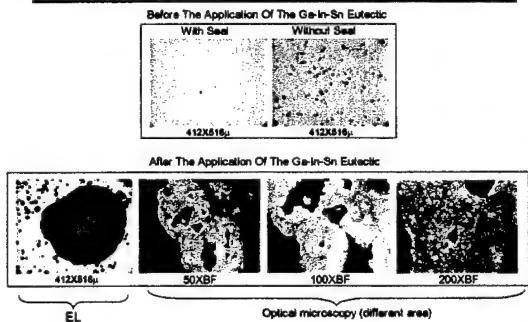 Before The Application Of The Ga-In-Sn Eutectic
With Seal Without Seal
412X516µ 412X516µ
After The Application Of The Ga-In-Sn Eutectic
412X516µ 50XBF 100XBF 200XBF
EL Optical microscopy (different area)